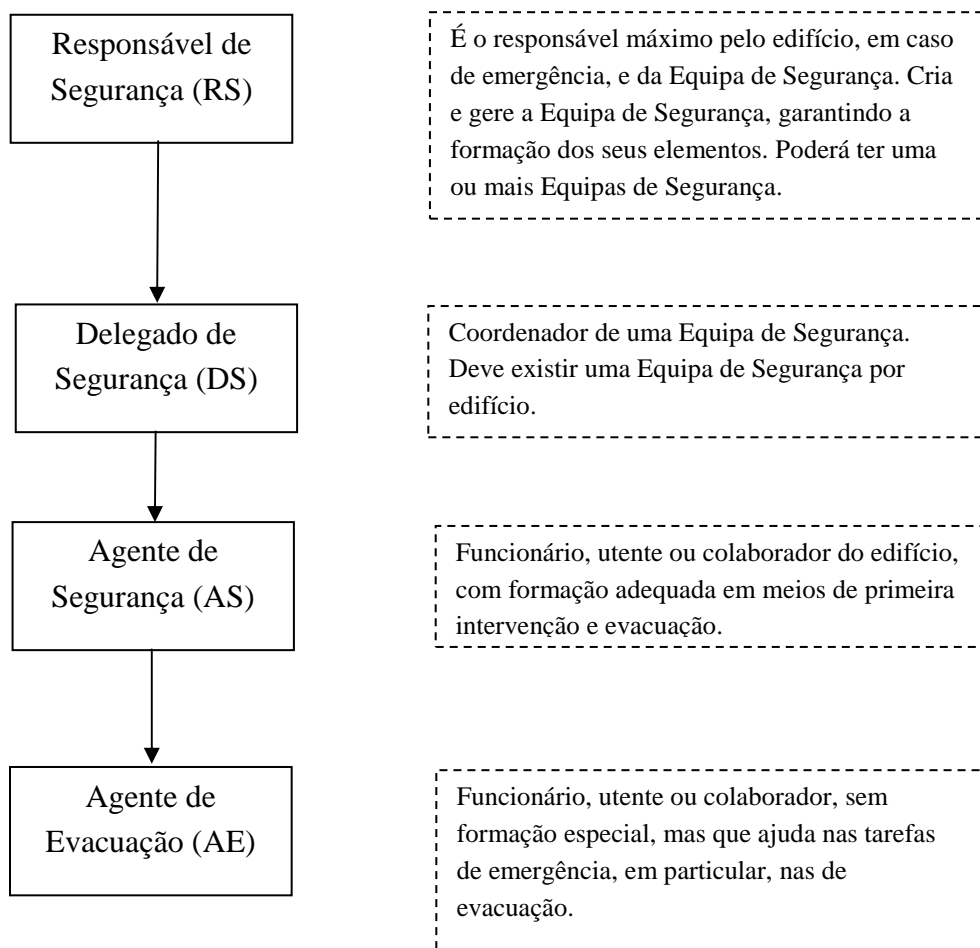 Responsável de
Segurança (RS)
É o responsável máximo pelo edifício, em caso
de emergência, e da Equipa de Segurança. Cria
e gere a Equipa de Segurança, garantindo a
formação dos seus elementos. Poderá ter uma
ou mais Equipas de Segurança.
Delegado de
Segurança (DS)
Coordenador de uma Equipa de Segurança.
Deve existir uma Equipa de Segurança por
edifício.
Agente de
Segurança (AS)
Funcionário, utente ou colaborador do edifício,
com formação adequada em meios de primeira
intervenção e evacuação.
Agente de
Evacuação (AE)
Funcionário, utente ou colaborador, sem
formação especial, mas que ajuda nas tarefas
de emergência, em particular, nas de
evacuação.